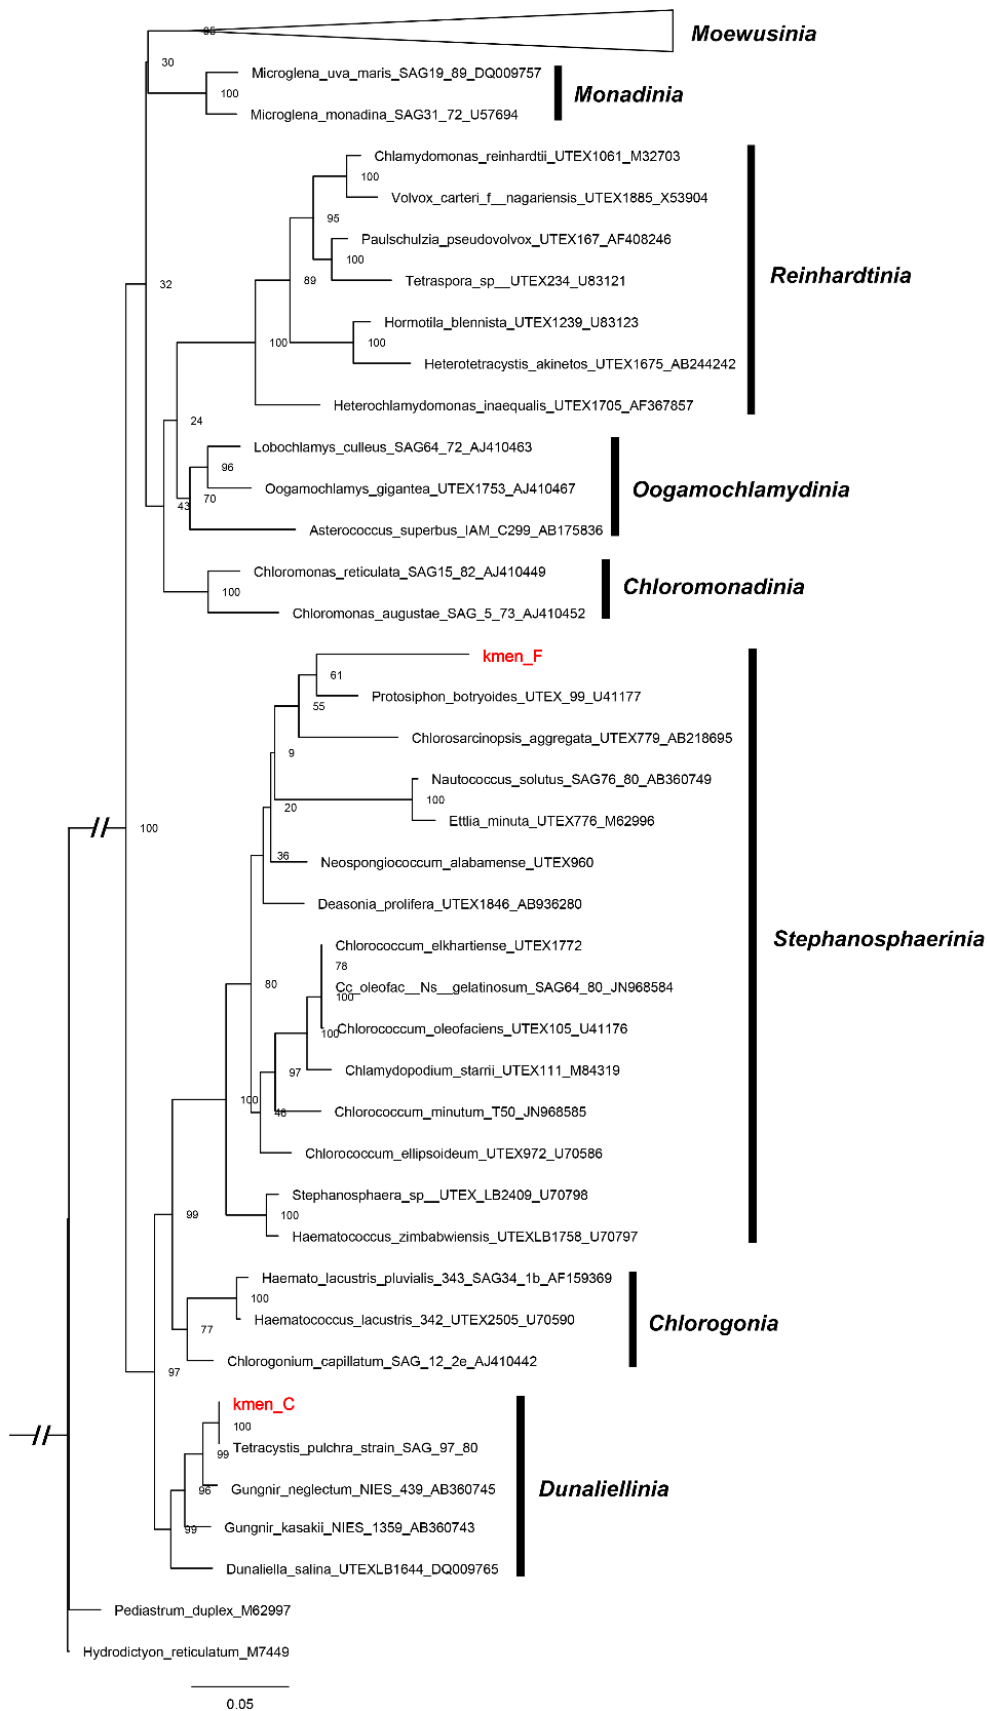 95
Moewusinia
30
Microglena_uva_maris_SAG19_89_DQ009757
100
Monadinia
Microglena_monadina_SAG31_72_U57694
Chlamydomonas_reinhardtii_UTEX1061_M32703
100
Volvox_carteri_f__nagariensis_UTEX1885_X53904
95
Paulschulzia_pseudovolvox_UTEX167_AF408246
100
Reinhardtinia
Tetraspora_sp__UTEX234_U83121
89
32
Hormotila_blennista_UTEX1239_U83123
100
100
Heterotetracystis_akinetos_UTEX1675_AB244242
Heterochlamydomonas_inaequalis_UTEX1705_AF367857
24
Lobochlamys_culleus_SAG64_72_AJ410463
96
Oogamochlamys_gigantea_UTEX1753_AJ410467
Oogamochlamydinia
70
43
Asterococcus_superbus_IAM_C299_AB175836
Chloromonas_reticulata_SAG15_82_AJ410449
100
Chloromonadinia
Chloromonas_augustae_SAG_5_73_AJ410452
kmen_F
61
Protosiphon_botryoides_UTEX_99_U41177
55
Chlorosarcinopsis_aggregata_UTEX779_AB218695
9
Nautococcus_solutus_SAG76_80_AB360749
100
20
Ettlia_minuta_UTEX776_M62996
100
36
Neospongiococcum_alabamense_UTEX960
Deasonia_prolifera_UTEX1846_AB936280
Stephanosphaerinia
Chlorococcum_elkhartiense_UTEX1772
78
80
Cc_oleofac__Ns__gelatinosum_SAG64_80_JN968584
100
100
Chlorococcum_oleofaciens_UTEX105_U41176
97
Chlamydopodium_starrii_UTEX111_M84319
100
48
Chlorococcum_minutum_T50_JN968585
Chlorococcum_ellipsoideum_UTEX972_U70586
Stephanosphaera_sp__UTEX_LB2409_U70798
99
100
Haematococcus_zimbabwiensis_UTEXLB1758_U70797
Haemato_lacustris_pluvialis_343_SAG34_1b_AF159369
100
Haematococcus_lacustris_342_UTEX2505_U70590
Chlorogonia
77
Chlorogonium_capillatum_SAG_12_2e_AJ410442
97
kmen_C
100
Tetracystis_pulchra_strain_SAG_97_80
99
Gungnir_neglectum_NIES_439_AB360745
Dunaliellinia
96
Gungnir_kasakii_NIES_1359_AB360743
99
Dunaliella_salina_UTEXLB1644_DQ009765
Pediastrum_duplex_M62997
Hydrodictyon_reticulatum_M7449
0.05